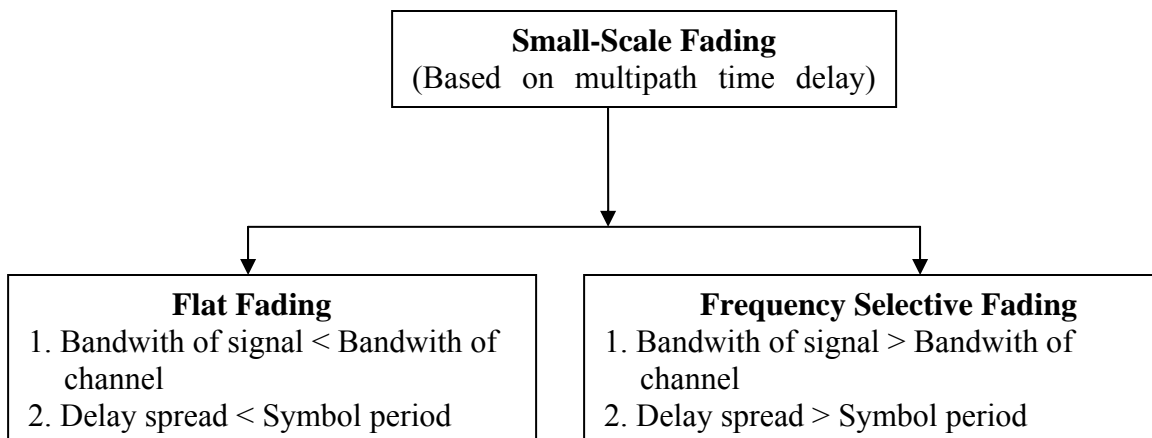 Small-Scale Fading
(Based on multipath time delay)
Flat Fading
1. Bandwith of signal < Bandwith of
channel
2. Delay spread < Symbol period
Frequency Selective Fading
1. Bandwith of signal > Bandwith of
channel
2. Delay spread > Symbol period